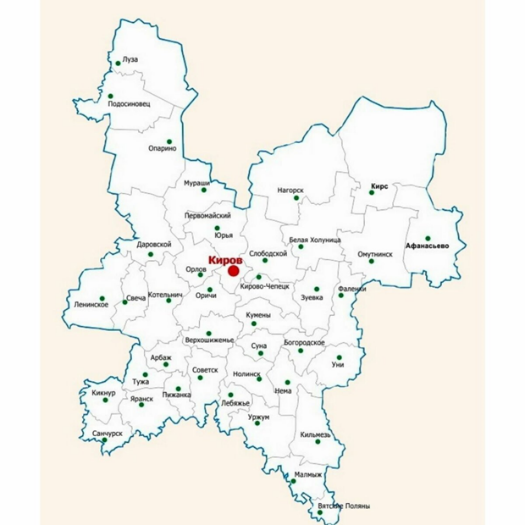 Луза
Подосиновец
Опарино
Мураши
Нагорск
Кирс
Первомайский
Юрья
Даровской
Белая Холуница
Афанасьево
Слободской
Омутнинск
Киров
Орлов
Кирово-Чепецк
Фаленки
Ленинское
Свеча
Котельнич
Оричи
Зуевка
Кумены
Верхошижемье
Суна
Богородское
Арбаж
Уни
Тужа
Советск
Нолинск
Кикнур
Яранск
Пижанка
Нема
Лебяжье
Уржум
Санчурск
Кильмезь
Малмыж
Вятские Поляны